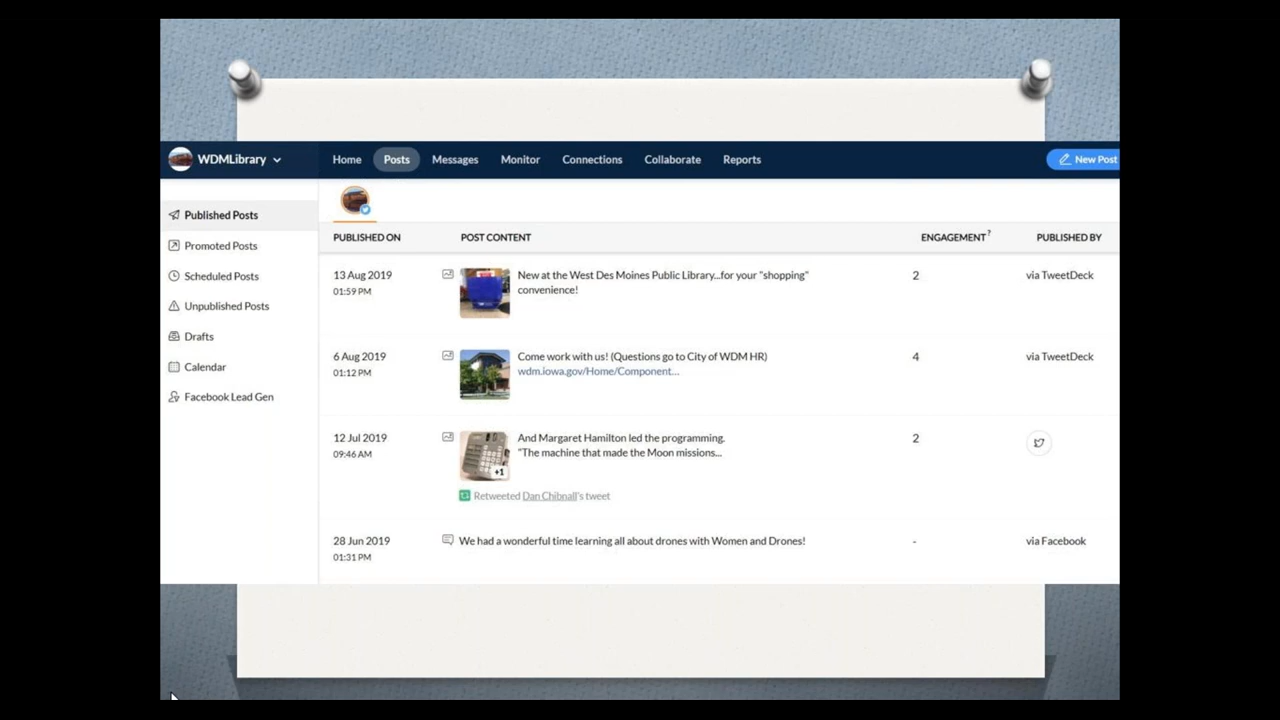 WDMLibrary
Home Posts Messages Monitor Connections Collaborate Reports New Post
Published Posts
Promoted Posts
Scheduled Posts
Unpublished Posts
Drafts
Calendar
Facebook Lead Gen
PUBLISHED ON POST CONTENT ENGAGEMENT? PUBLISHED BY
13 Aug 2019 New at the West Des Moines Public Library...for your "shopping" 2 via TweetDeck
01:59 PM convenience!
6 Aug 2019 Come work with us! (Questions go to City of WDM HR) 4 via TweetDeck
01:12 PM wdm.iowa.gov/Home/Component...
12 Jul 2019 And Margaret Hamilton led the programming. 2
09:46 AM "The machine that made the Moon missions...
+1
Retweeted Dan Chibnall's tweet
28 Jun 2019 We had a wonderful time learning all about drones with Women and Drones! - via Facebook
01:31 PM